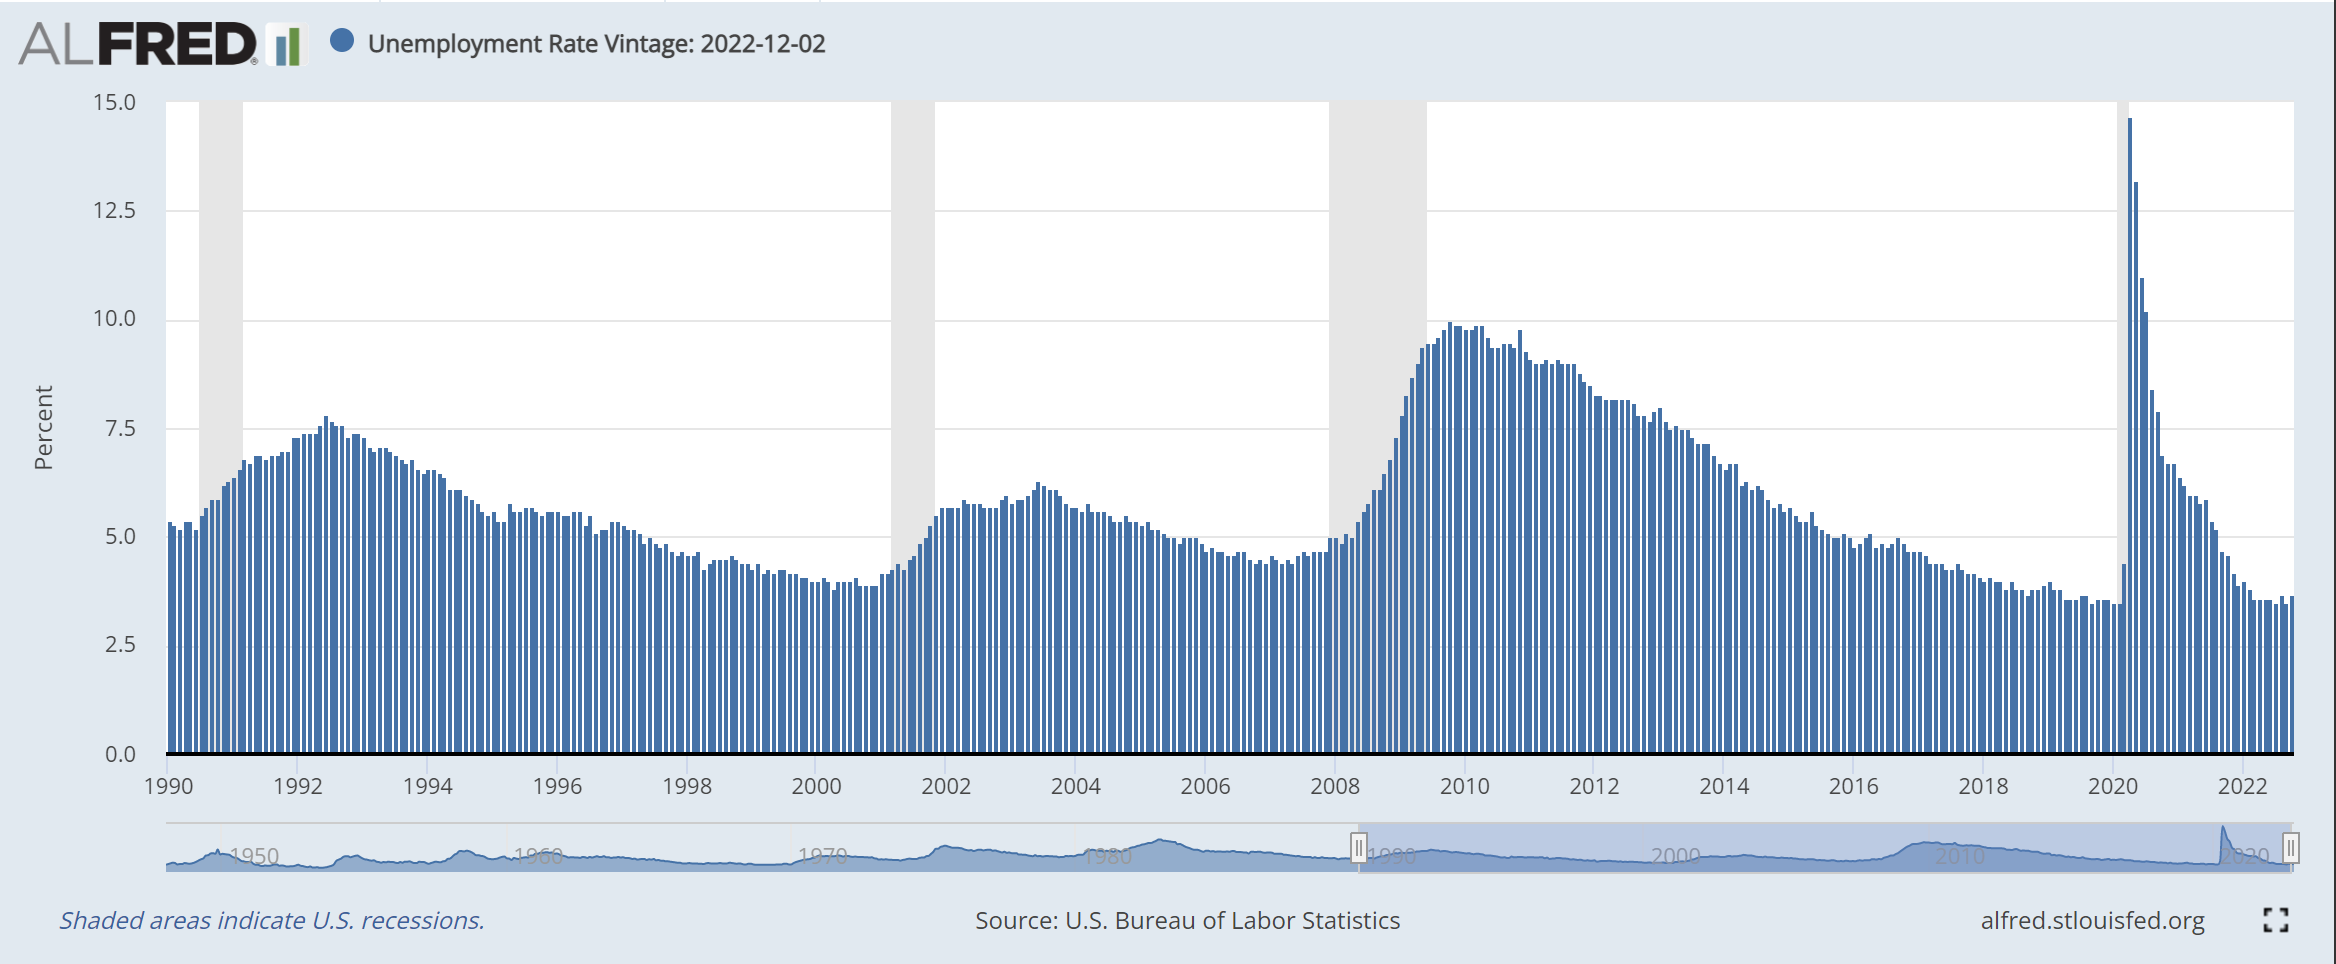 ALFRED® Unemployment Rate Vintage: 2022-12-02
15.0
12.5
10.0
7.5
5.0
2.5
0.0
Percent
1990 1992 1994 1996 1998 2000 2002 2004 2006 2008 2010 2012 2014 2016 2018 2020 2022
1950 1960 1970 1980 1990 2000 2010 2020
Shaded areas indicate U.S. recessions. Source: U.S. Bureau of Labor Statistics alfred.stlouisfed.org